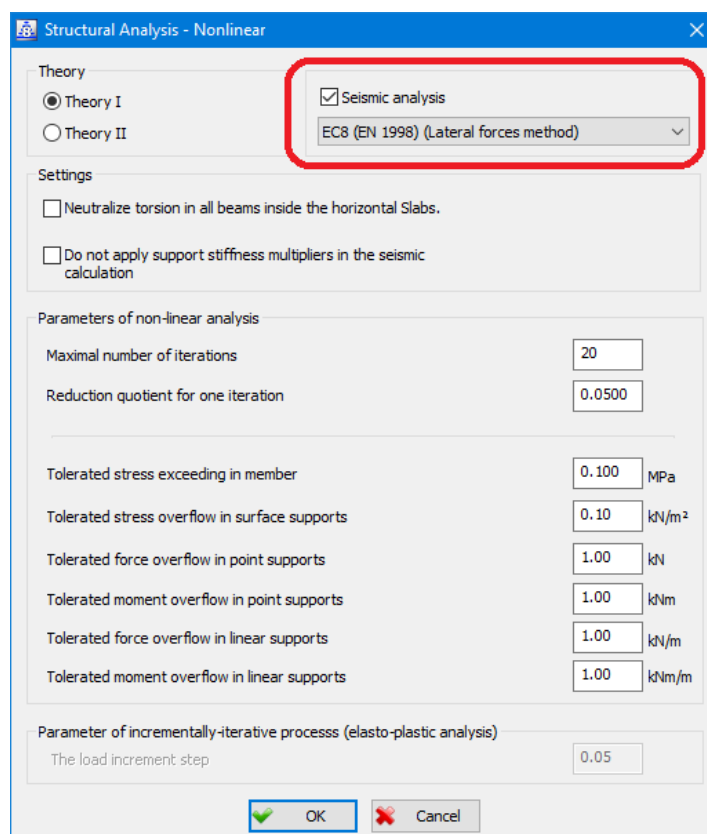 Structural Analysis - Nonlinear
Theory
Theory I
Theory II
Seismic analysis
EC8 (EN 1998) (Lateral forces method)
Settings
Neutralize torsion in all beams inside the horizontal Slabs.
Do not apply support stiffness multipliers in the seismic
calculation
Parameters of non-linear analysis
Maximal number of iterations 20
Reduction quotient for one iteration 0.0500
Tolerated stress exceeding in member 0.100 MPa
Tolerated stress overflow in surface supports 0.10 kN/m²
Tolerated force overflow in point supports 1.00 kN
Tolerated moment overflow in point supports 1.00 kNm
Tolerated force overflow in linear supports 1.00 kN/m
Tolerated moment overflow in linear supports 1.00 kNm/m
Parameter of incrementally-iterative processs (elasto-plastic analysis)
The load increment step 0.05
OK Cancel